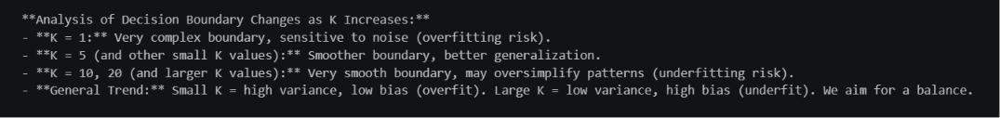 **Analysis of Decision Boundary Changes as K Increases:**
- **K = 1:** Very complex boundary, sensitive to noise (overfitting risk).
- **K = 5 (and other small K values):** Smoother boundary, better generalization.
- **K = 10, 20 (and larger K values):** Very smooth boundary, may oversimplify patterns (underfitting risk).
- **General Trend:** Small K = high variance, low bias (overfit). Large K = low variance, high bias (underfit). We aim for a balance.